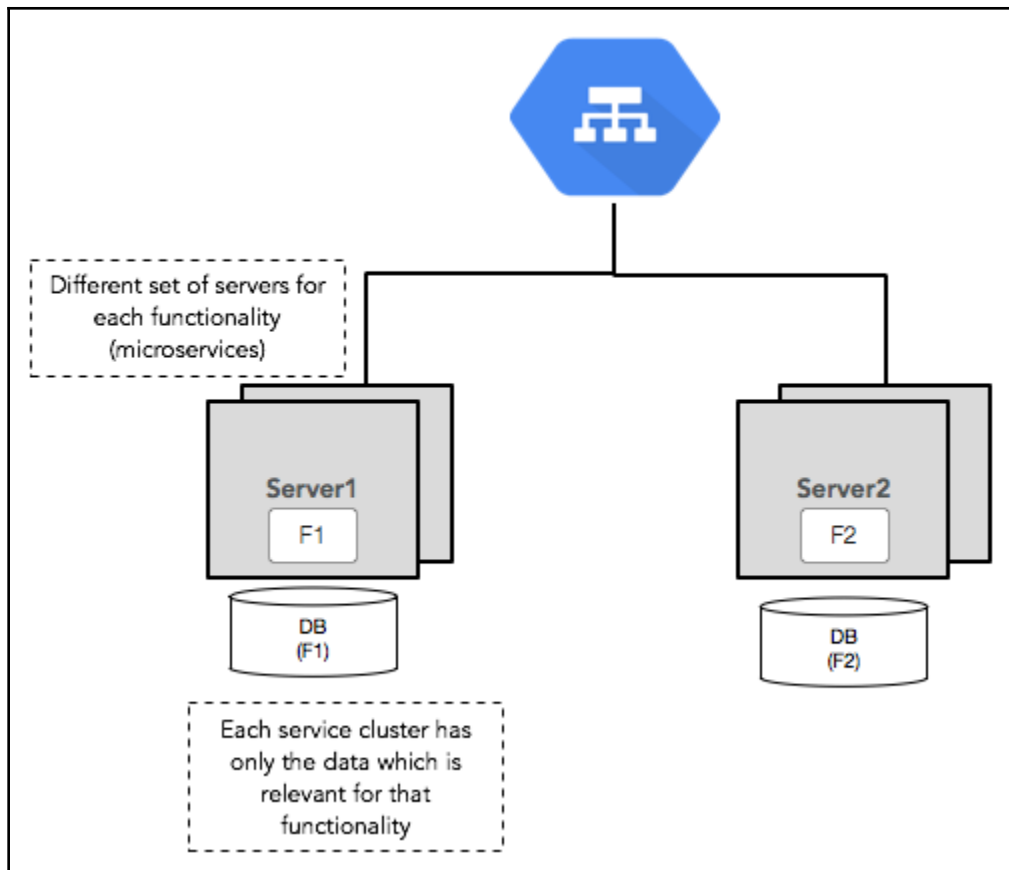 Different set of servers for
each functionality
(microservices)
Server1
F1
Server2
F2
DB
(F1)
DB
(F2)
Each service cluster has
only the data which is
relevant for that
functionality